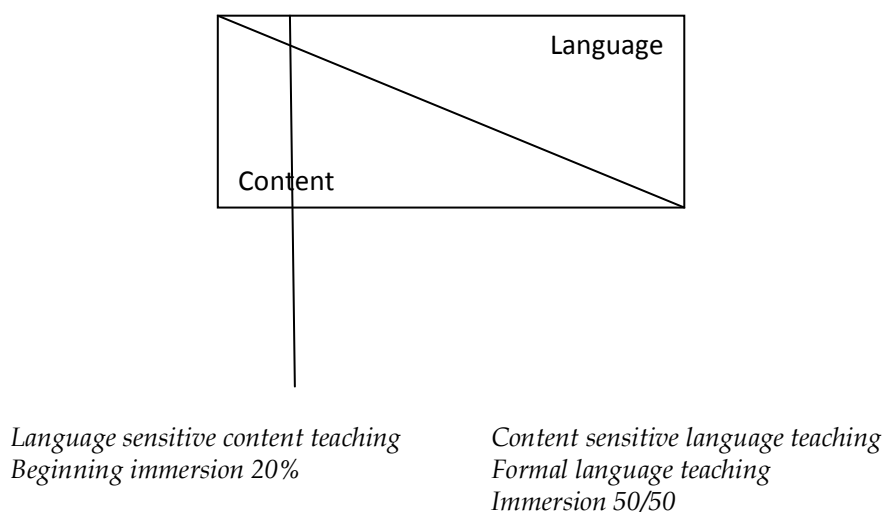 Language
Content
Language sensitive content teaching
Beginning immersion 20%
Content sensitive language teaching
Formal language teaching
Immersion 50/50